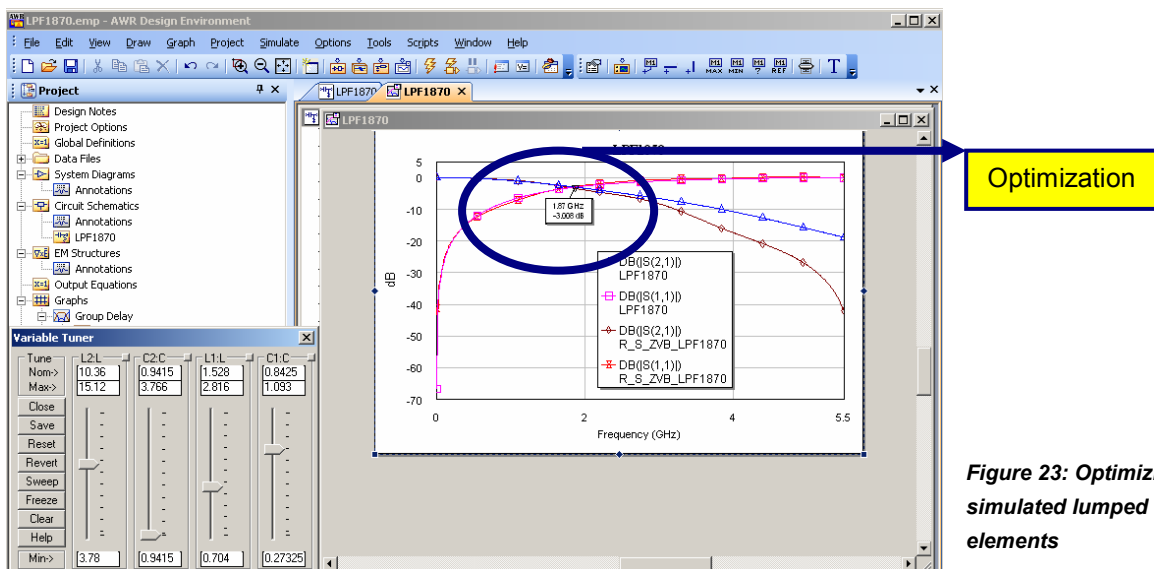 LPF1870.emp - AWR Design Environment
File Edit View Draw Graph Project Simulate Options Tools Scripts Window Help
Project
Design Notes
Project Options
Global Definitions
Data Files
System Diagrams
Annotations
Circuit Schematics
Annotations
LPF1870
EM Structures
Annotations
Output Equations
Graphs
Group Delay
LPF1870
LPF1870
LPF1870
5
0
-10
-20
-30
-40
-50
-60
-70
dB
0 2 4 5.5
Frequency (GHz)
1.87 GHz
-3.008 dB
DB(|S(2,1)|)
LPF1870
DB(|S(1,1)|)
LPF1870
DB(|S(2,1)|)
R_S_ZVB_LPF1870
DB(|S(1,1)|)
R_S_ZVB_LPF1870
Optimization
Variable Tuner
Tune L2:L C2:C L1:L C1:C
Nom-> 10.36 0.9415 1.528 0.8425
Max-> 15.12 3.766 2.816 1.093
Close
Save
Reset
Revert
Sweep
Freeze
Clear
Help
Min-> 3.78 0.9415 0.704 0.27325
Figure 23: Optimiz
simulated lumped
elements